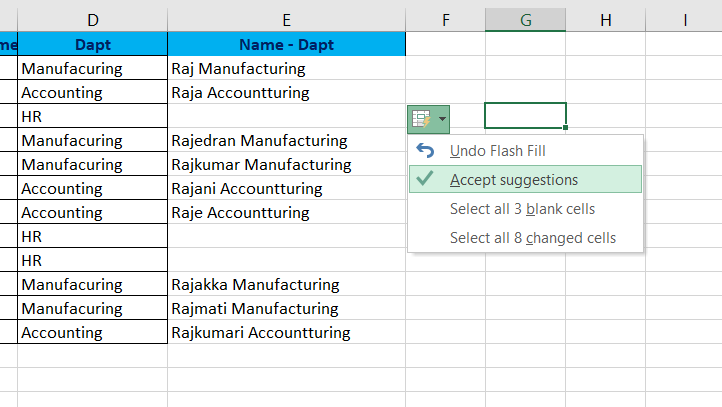 D E F G H I
me Dapt Name - Dapt
Manufacuring Raj Manufacturing
Accounting Raja Accountturing
HR
Manufacuring Rajedran Manufacturing
Manufacuring Rajkumar Manufacturing
Accounting Rajani Accountturing
Accounting Raje Accountturing
HR
HR
Manufacuring Rajakka Manufacturing
Manufacuring Rajmati Manufacturing
Accounting Rajkumari Accountturing
Undo Flash Fill
Accept suggestions
Select all 3 blank cells
Select all 8 changed cells